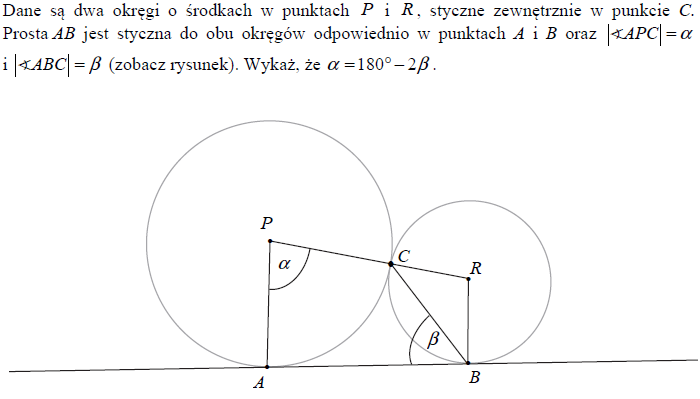 Dane są dwa okręgi o środkach w punktach P i R, styczne zewnętrznie w punkcie C.
Prosta AB jest styczna do obu okręgów odpowiednio w punktach A i B oraz |∢APC| = α
i |∢ABC| = β (zobacz rysunek). Wykaż, że α = 180° − 2β.
P
C
α
R
β
A
B